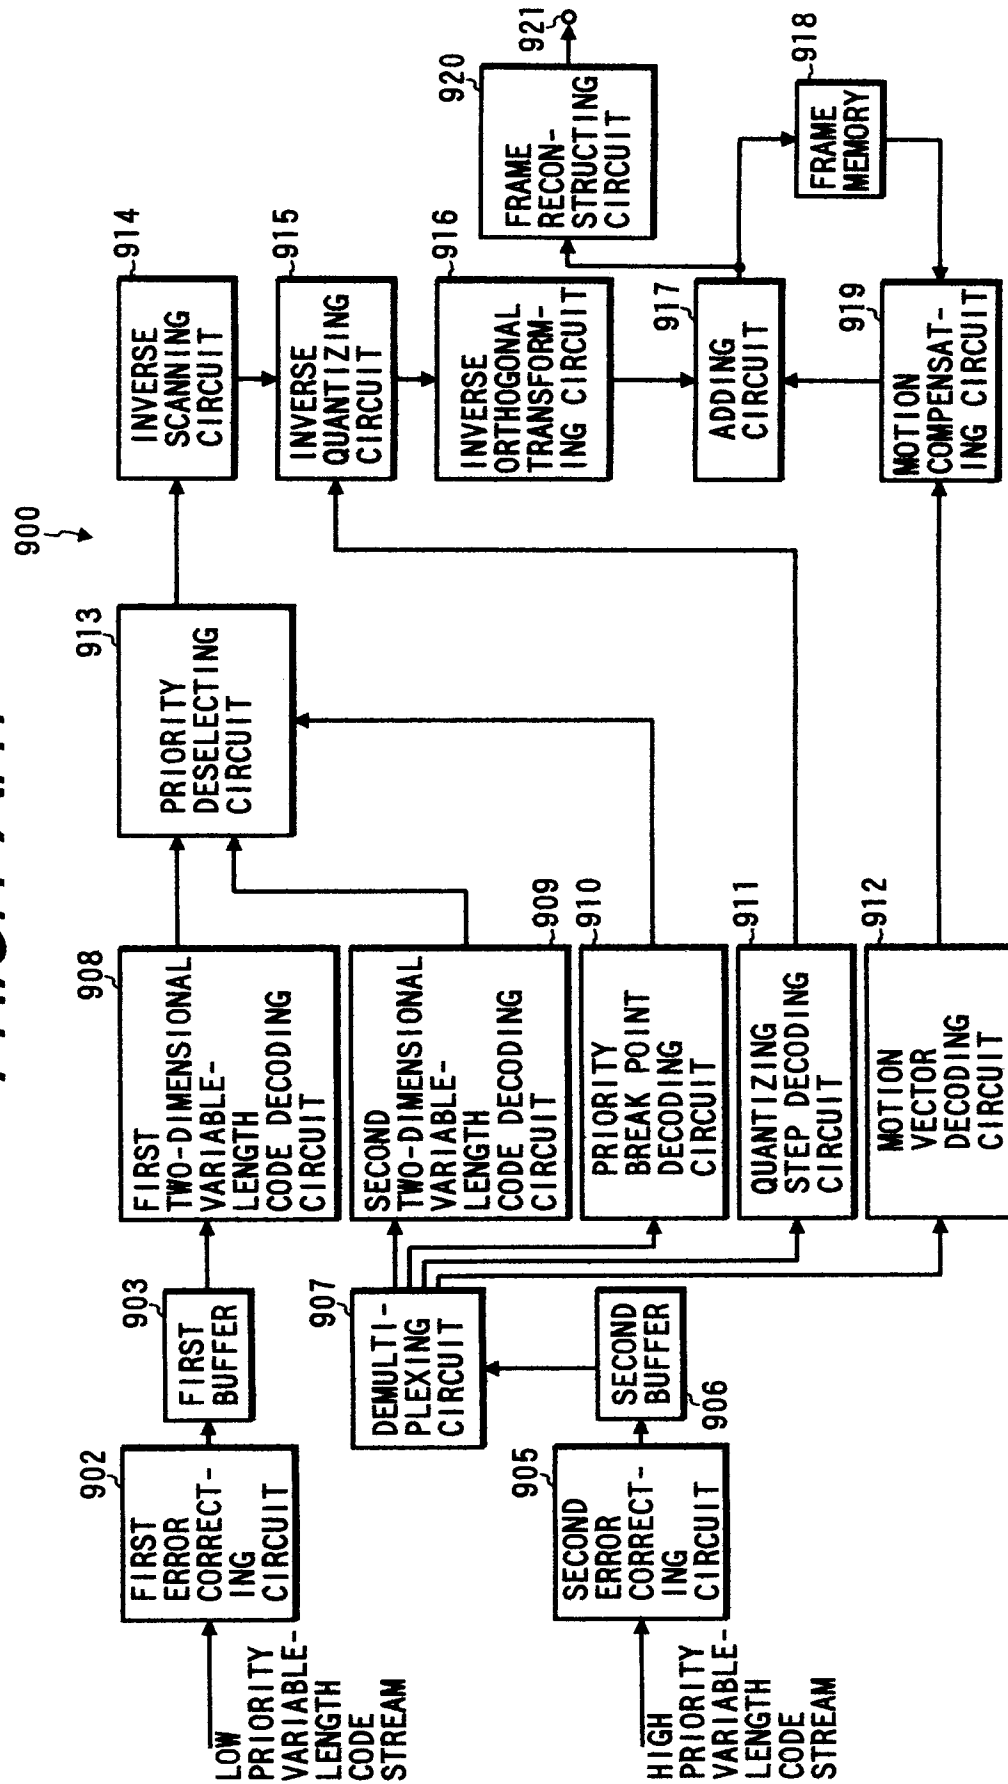 900
LOW
PRIORITY
VARIABLE-
LENGTH
CODE
STREAM
902
FIRST
ERROR
CORRECT-
ING
CIRCUIT
903
FIRST
BUFFER
908
FIRST
TWO-DIMENSIONAL
VARIABLE-
LENGTH
CODE DECODING
CIRCUIT
913
PRIORITY
DESELECTING
CIRCUIT
914
INVERSE
SCANNING
CIRCUIT
915
INVERSE
QUANTIZING
CIRCUIT
916
INVERSE
ORTHOGONAL
TRANSFORM-
ING CIRCUIT
920
FRAME
RECON-
STRUCTING
CIRCUIT
921
907
DEMULTI-
PLEXING
CIRCUIT
SECOND
TWO-DIMENSIONAL
VARIABLE-
LENGTH
CODE DECODING
CIRCUIT
909
HIGH
PRIORITY
VARIABLE-
LENGTH
CODE
STREAM
905
SECOND
ERROR
CORRECT-
ING
CIRCUIT
SECOND
BUFFER
906
910
PRIORITY
BREAK POINT
DECODING
CIRCUIT
911
QUANTIZING
STEP DECODING
CIRCUIT
912
MOTION
VECTOR
DECODING
CIRCUIT
917
ADDING
CIRCUIT
918
FRAME
MEMORY
919
MOTION
COMPENSAT-
ING CIRCUIT